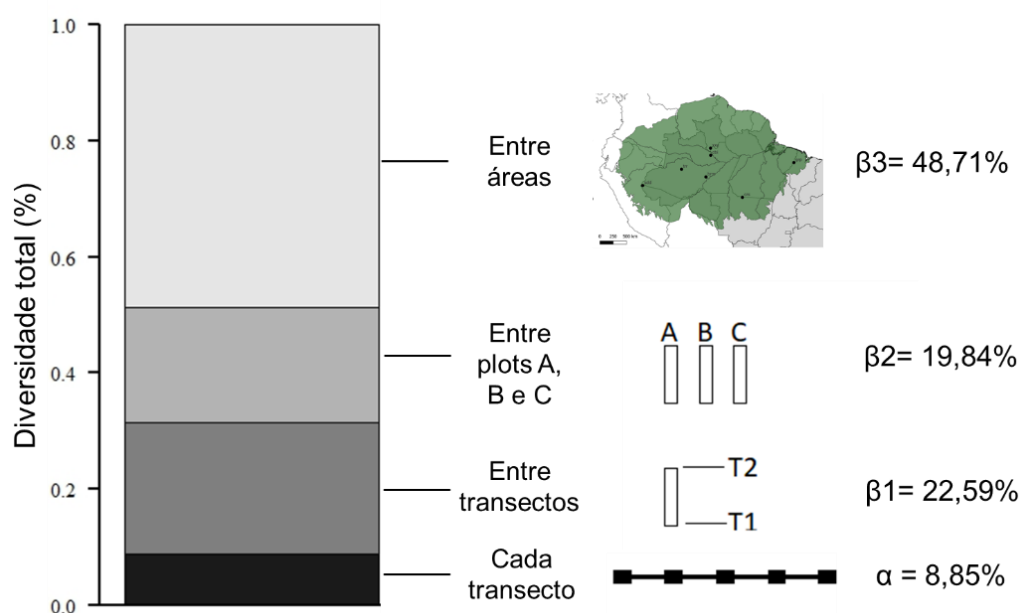 Diversidade total (%)
1.0
0.8
0.6
0.4
0.2
0.0
Entre
áreas
β3= 48,71%
Entre
plots A,
B e C
A B C
β2= 19,84%
Entre
transectos
T2
T1
β1= 22,59%
Cada
transecto
α = 8,85%